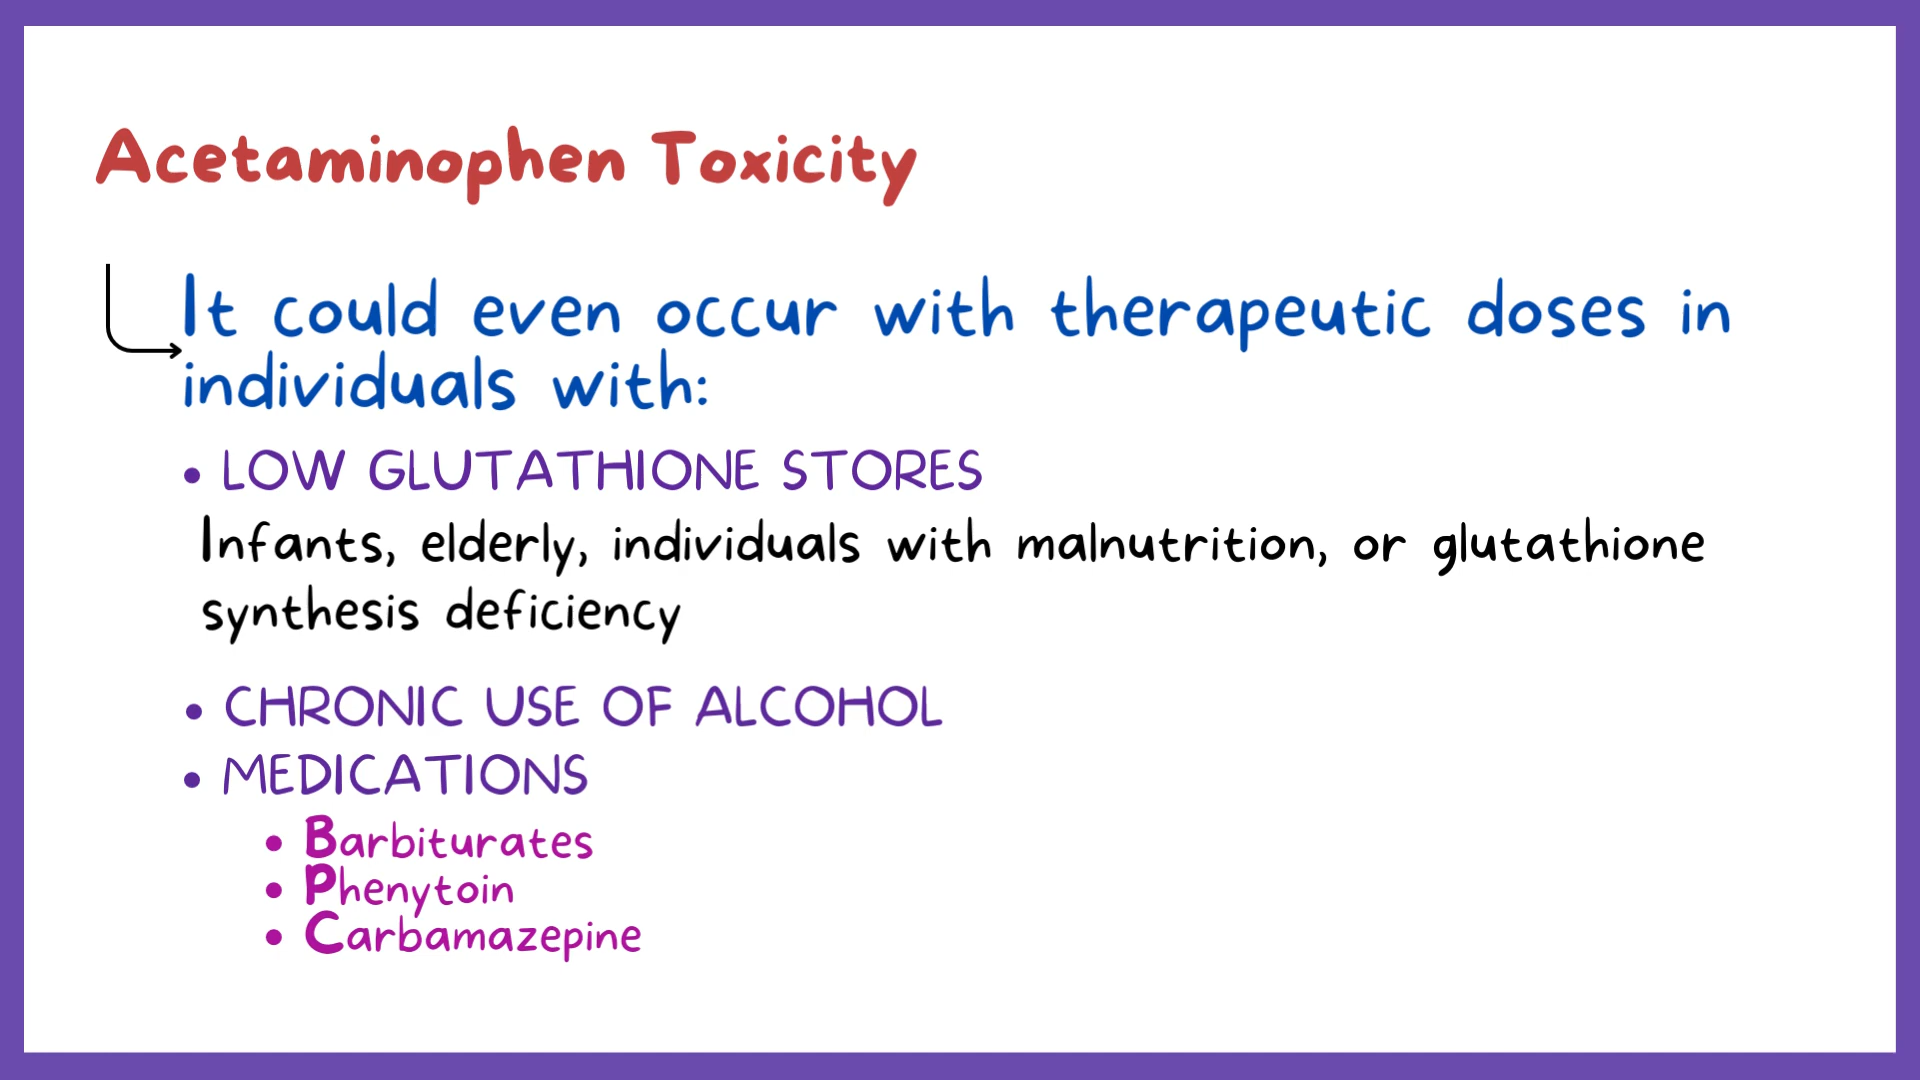 Acetaminophen Toxicity
It could even occur with therapeutic doses in
individuals with:
• LOW GLUTATHIONE STORES
Infants, elderly, individuals with malnutrition, or glutathione
synthesis deficiency
• CHRONIC USE OF ALCOHOL
• MEDICATIONS
• Barbiturates
• Phenytoin
• Carbamazepine